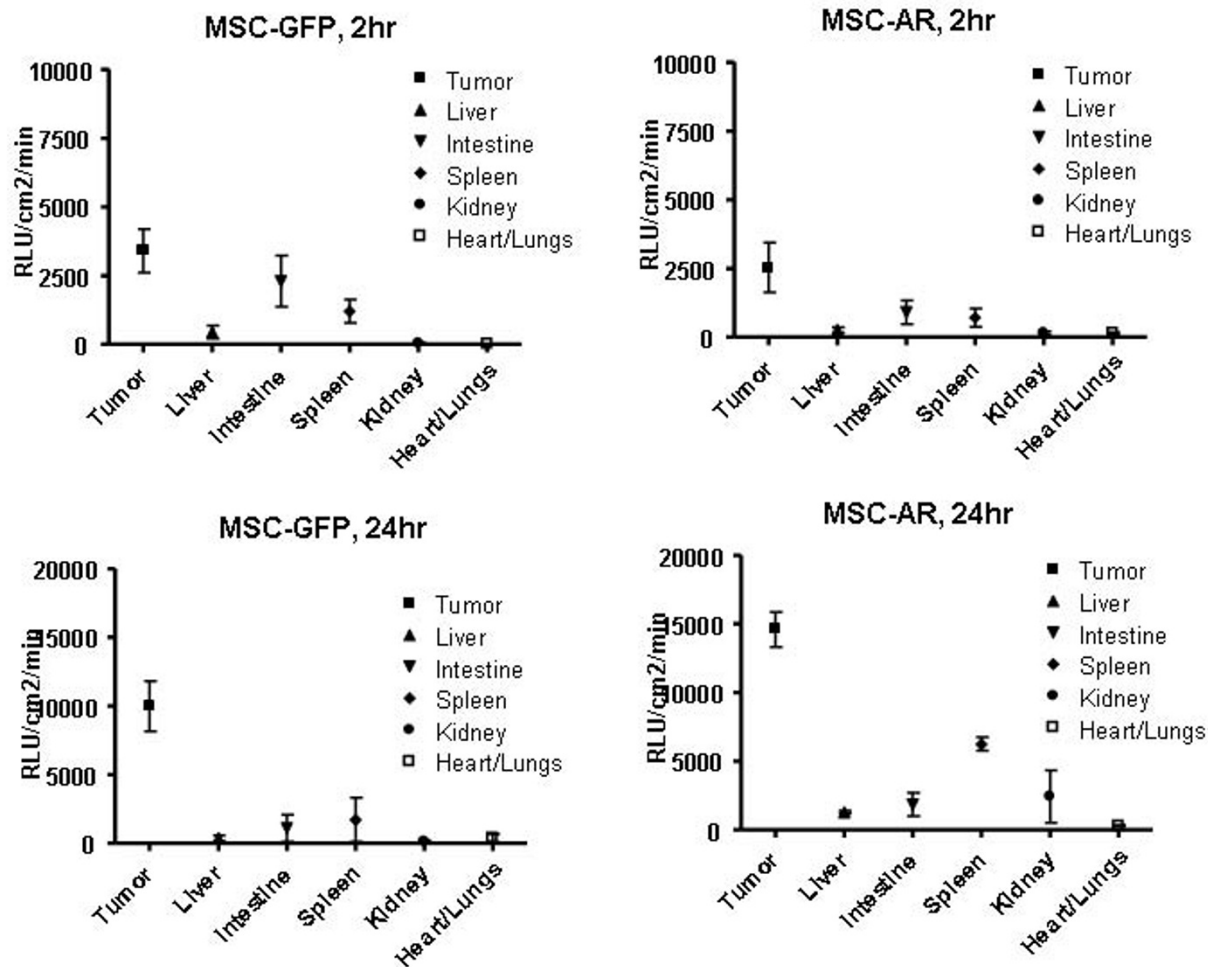 MSC-GFP, 2hr
RLU/cm2/min
10000
7500
5000
2500
0
Tumor
Liver
Intestine
Spleen
Kidney
Heart/Lungs
Tumor
Liver
Intestine
Spleen
Kidney
Heart/Lungs
MSC-AR, 2hr
RLU/cm2/min
10000
7500
5000
2500
0
Tumor
Liver
Intestine
Spleen
Kidney
Heart/Lungs
Tumor
Liver
Intestine
Spleen
Kidney
Heart/Lungs
MSC-GFP, 24hr
RLU/cm2/min
20000
15000
10000
5000
0
Tumor
Liver
Intestine
Spleen
Kidney
Heart/Lungs
Tumor
Liver
Intestine
Spleen
Kidney
Heart/Lungs
MSC-AR, 24hr
RLU/cm2/min
20000
15000
10000
5000
0
Tumor
Liver
Intestine
Spleen
Kidney
Heart/Lungs
Tumor
Liver
Intestine
Spleen
Kidney
Heart/Lungs